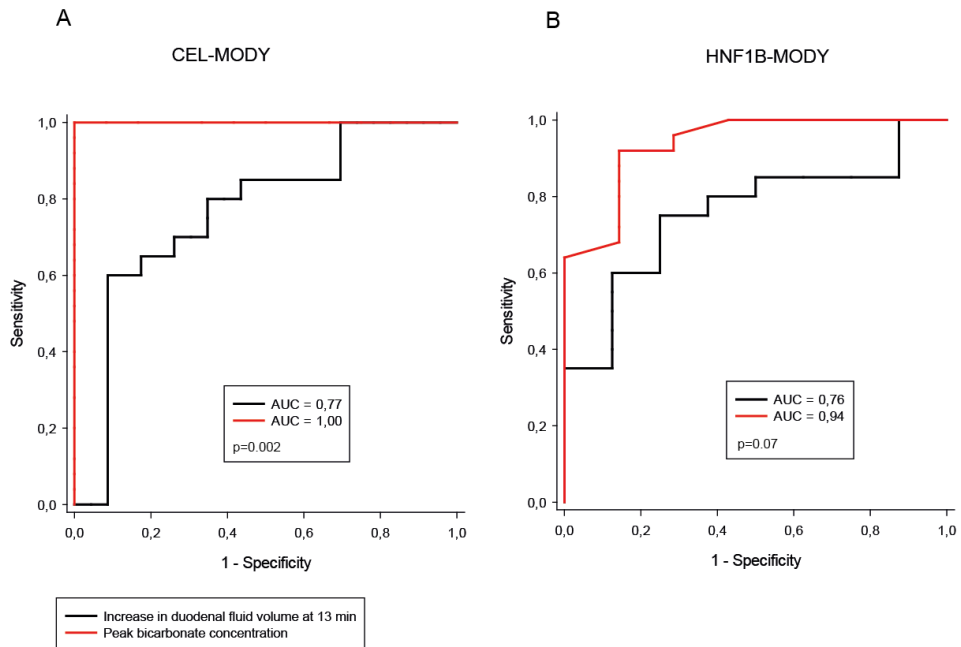 A
CEL-MODY
1,0
0,8
0,6
0,4
0,2
0,0
Sensitivity
AUC = 0,77
AUC = 1,00
p=0.002
0,0 0,2 0,4 0,6 0,8 1,0
1 - Specificity
B
HNF1B-MODY
1,0
0,8
0,6
0,4
0,2
0,0
Sensitivity
AUC = 0,76
AUC = 0,94
p=0.07
0,0 0,2 0,4 0,6 0,8 1,0
1 - Specificity
Increase in duodenal fluid volume at 13 min
Peak bicarbonate concentration